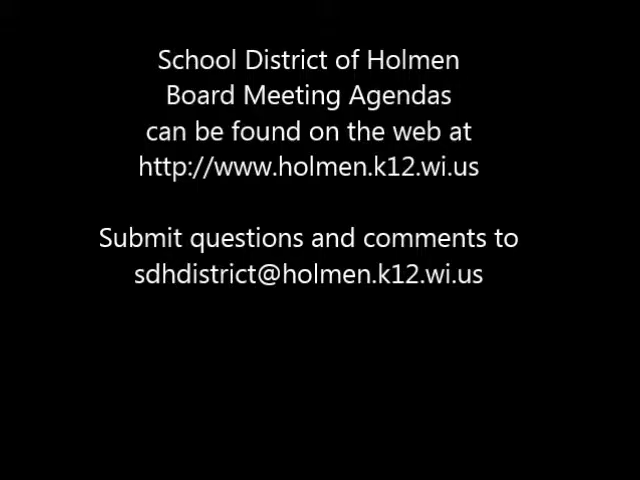 School District of Holmen
Board Meeting Agendas
can be found on the web at
http://www.holmen.k12.wi.us
Submit questions and comments to
sdhdistrict@holmen.k12.wi.us